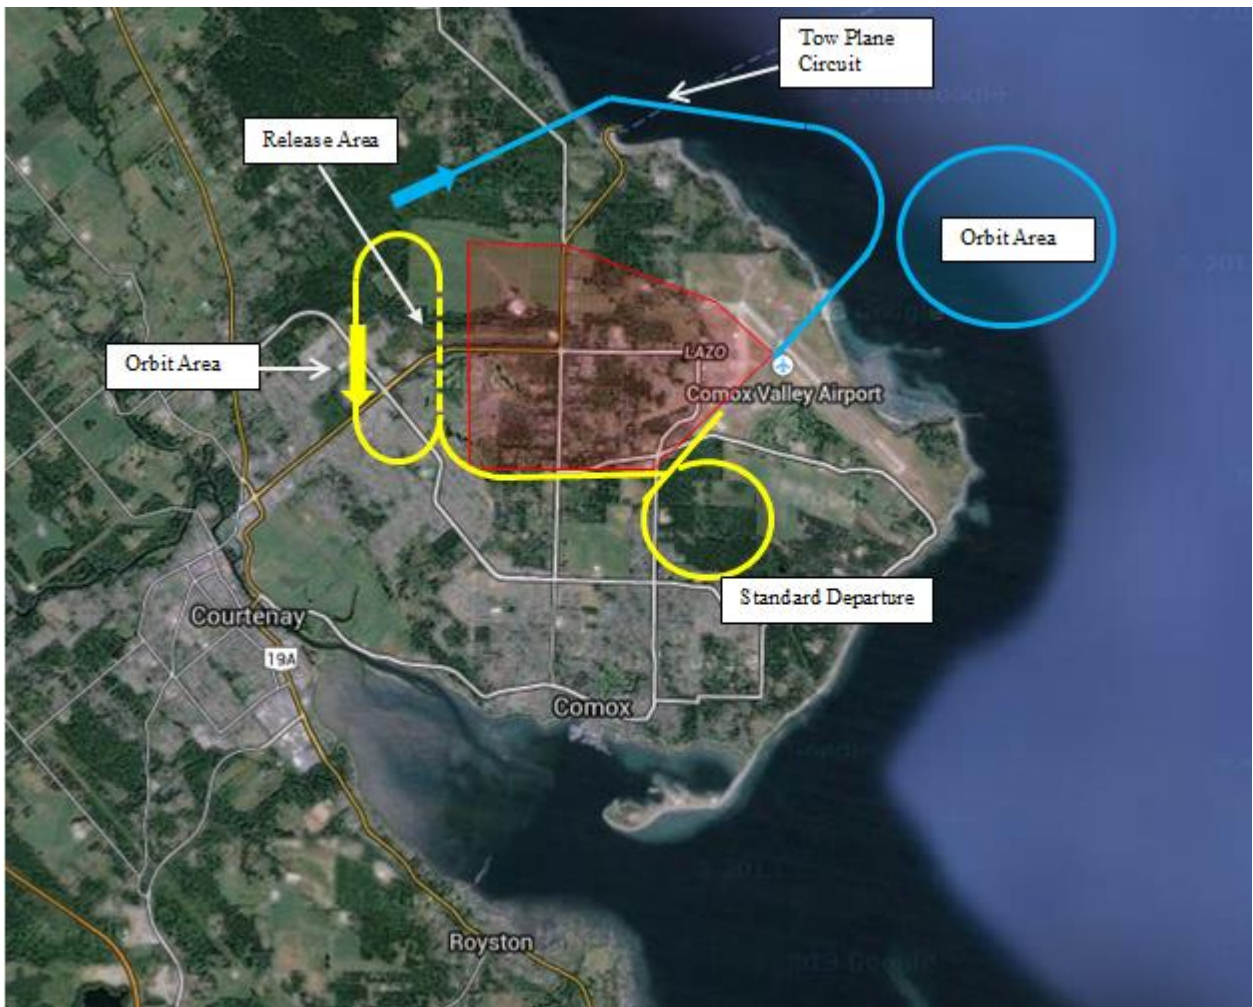 Tow Plane
Circuit
Release Area
Orbit Area
LAZO
Orbit Area
Comox Valley Airport
Standard Departure
Courtenay
19A
Comox
Royston